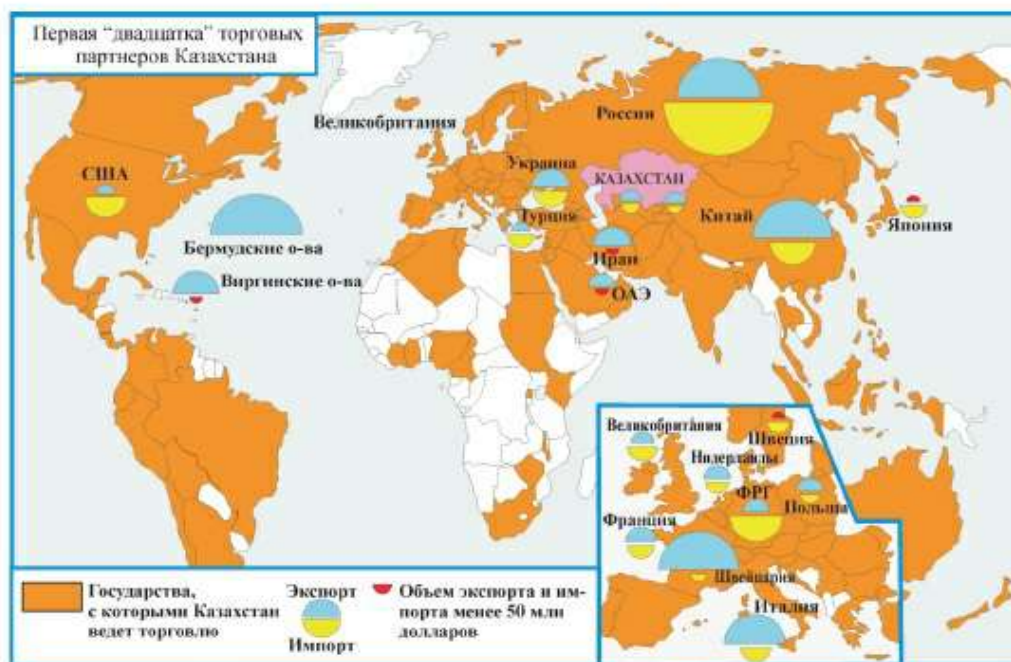 Первая “двадцатка” торговых
партнеров Казахстана
Великобритания
Россия
США
Украина
КАЗАХСТАН
Турция
Китай
Япония
Бермудские о-ва
Иран
Виргинские о-ва
ОАЭ
Великобритания
Швеция
Нидерланды
ФРГ
Польша
Франция
Швейцария
Италия
Государства,
с которыми Казахстан
ведет торговлю
Экспорт
Импорт
Объем экспорта и им-
порта менее 50 млн
долларов